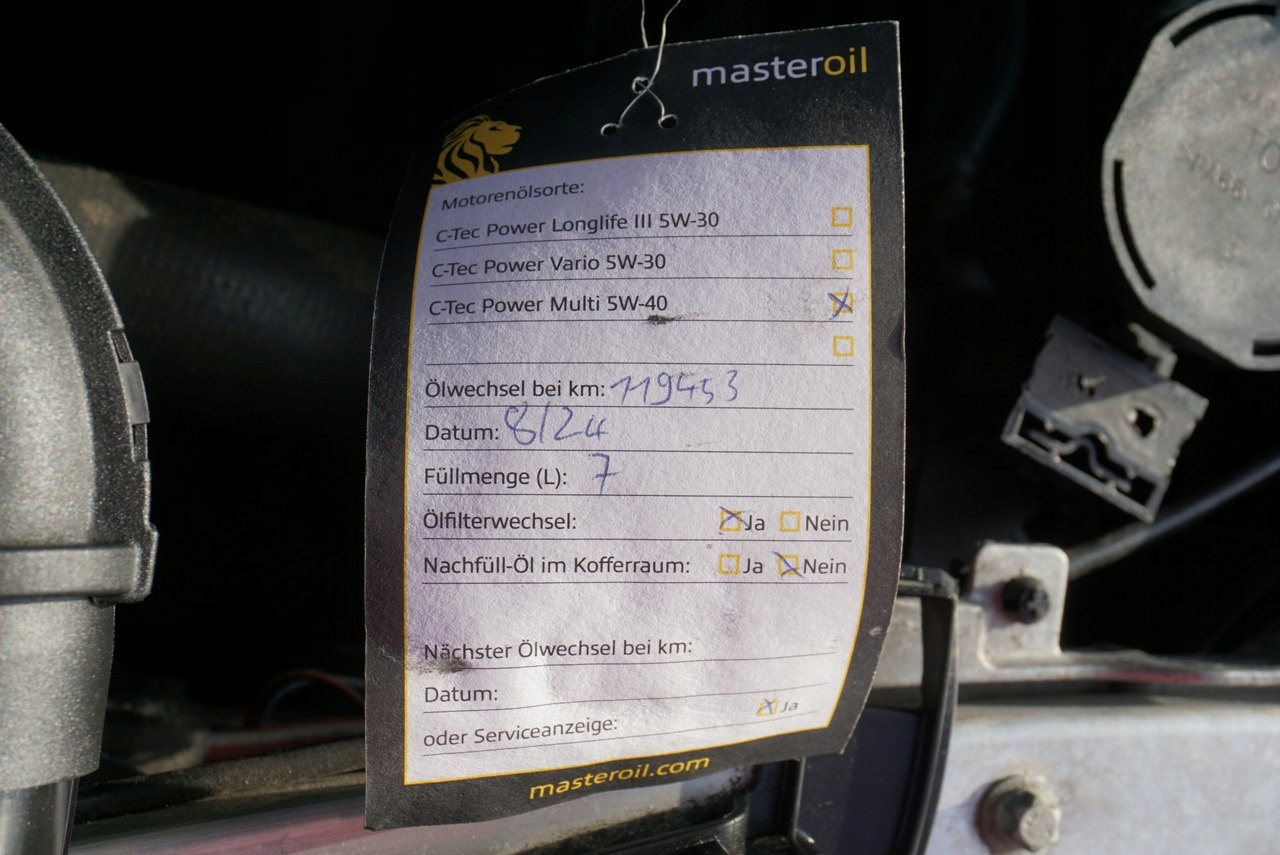 masteroil
Motorenölsorte:
C-Tec Power Longlife III 5W-30
C-Tec Power Vario 5W-30
C-Tec Power Multi 5W-40
Ölwechsel bei km: 119453
Datum: 8/24
Füllmenge (L): 7
Ölfilterwechsel: Ja Nein
Nachfüll-Öl im Kofferraum: Ja Nein
Nächster Ölwechsel bei km:
Datum:
oder Serviceanzeige: Ja
masteroil.com